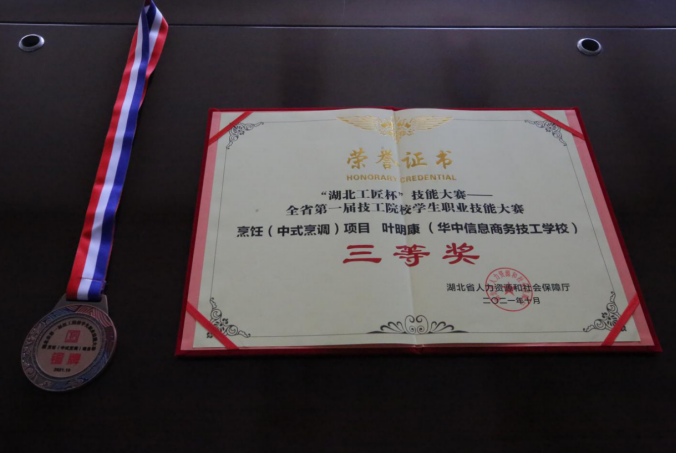 荣誉证书
HONORARY CREDENTIAL
“湖北工匠杯”技能大赛——
全省第一届技工院校学生职业技能大赛
烹饪（中式烹调）项目 叶明康（华中信息商务技工学校）
三等奖
湖北省人力资源和社会保障厅
二〇二一年十月
铜牌
2021.10